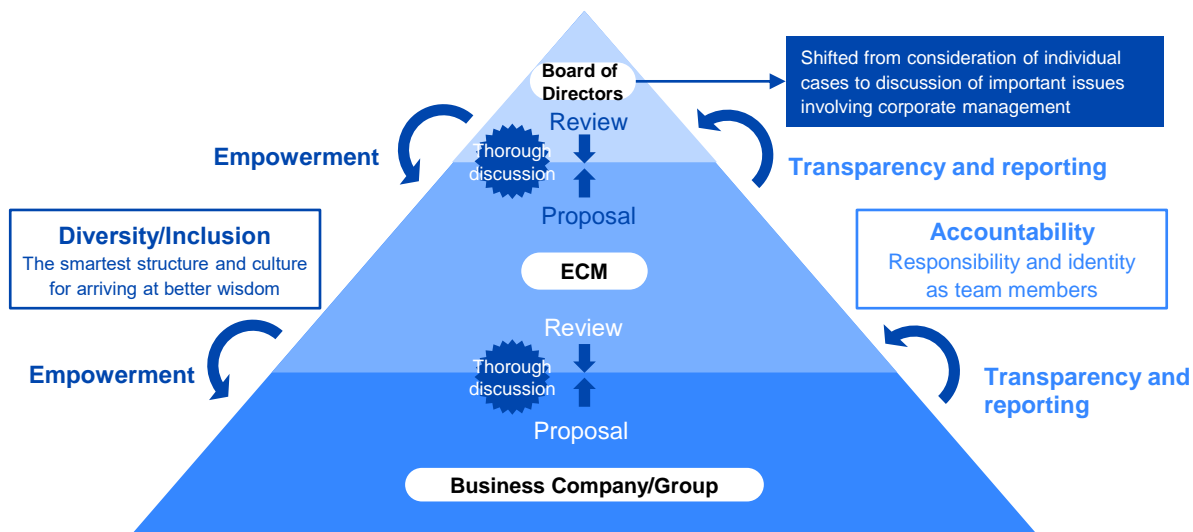 Board of
Directors
Shifted from consideration of individual
cases to discussion of important issues
involving corporate management
Review
Thorough
discussion
Empowerment
Transparency and reporting
Proposal
Diversity/Inclusion
The smartest structure and culture
for arriving at better wisdom
Accountability
Responsibility and identity
as team members
ECM
Review
Thorough
discussion
Empowerment
Transparency and
reporting
Proposal
Business Company/Group